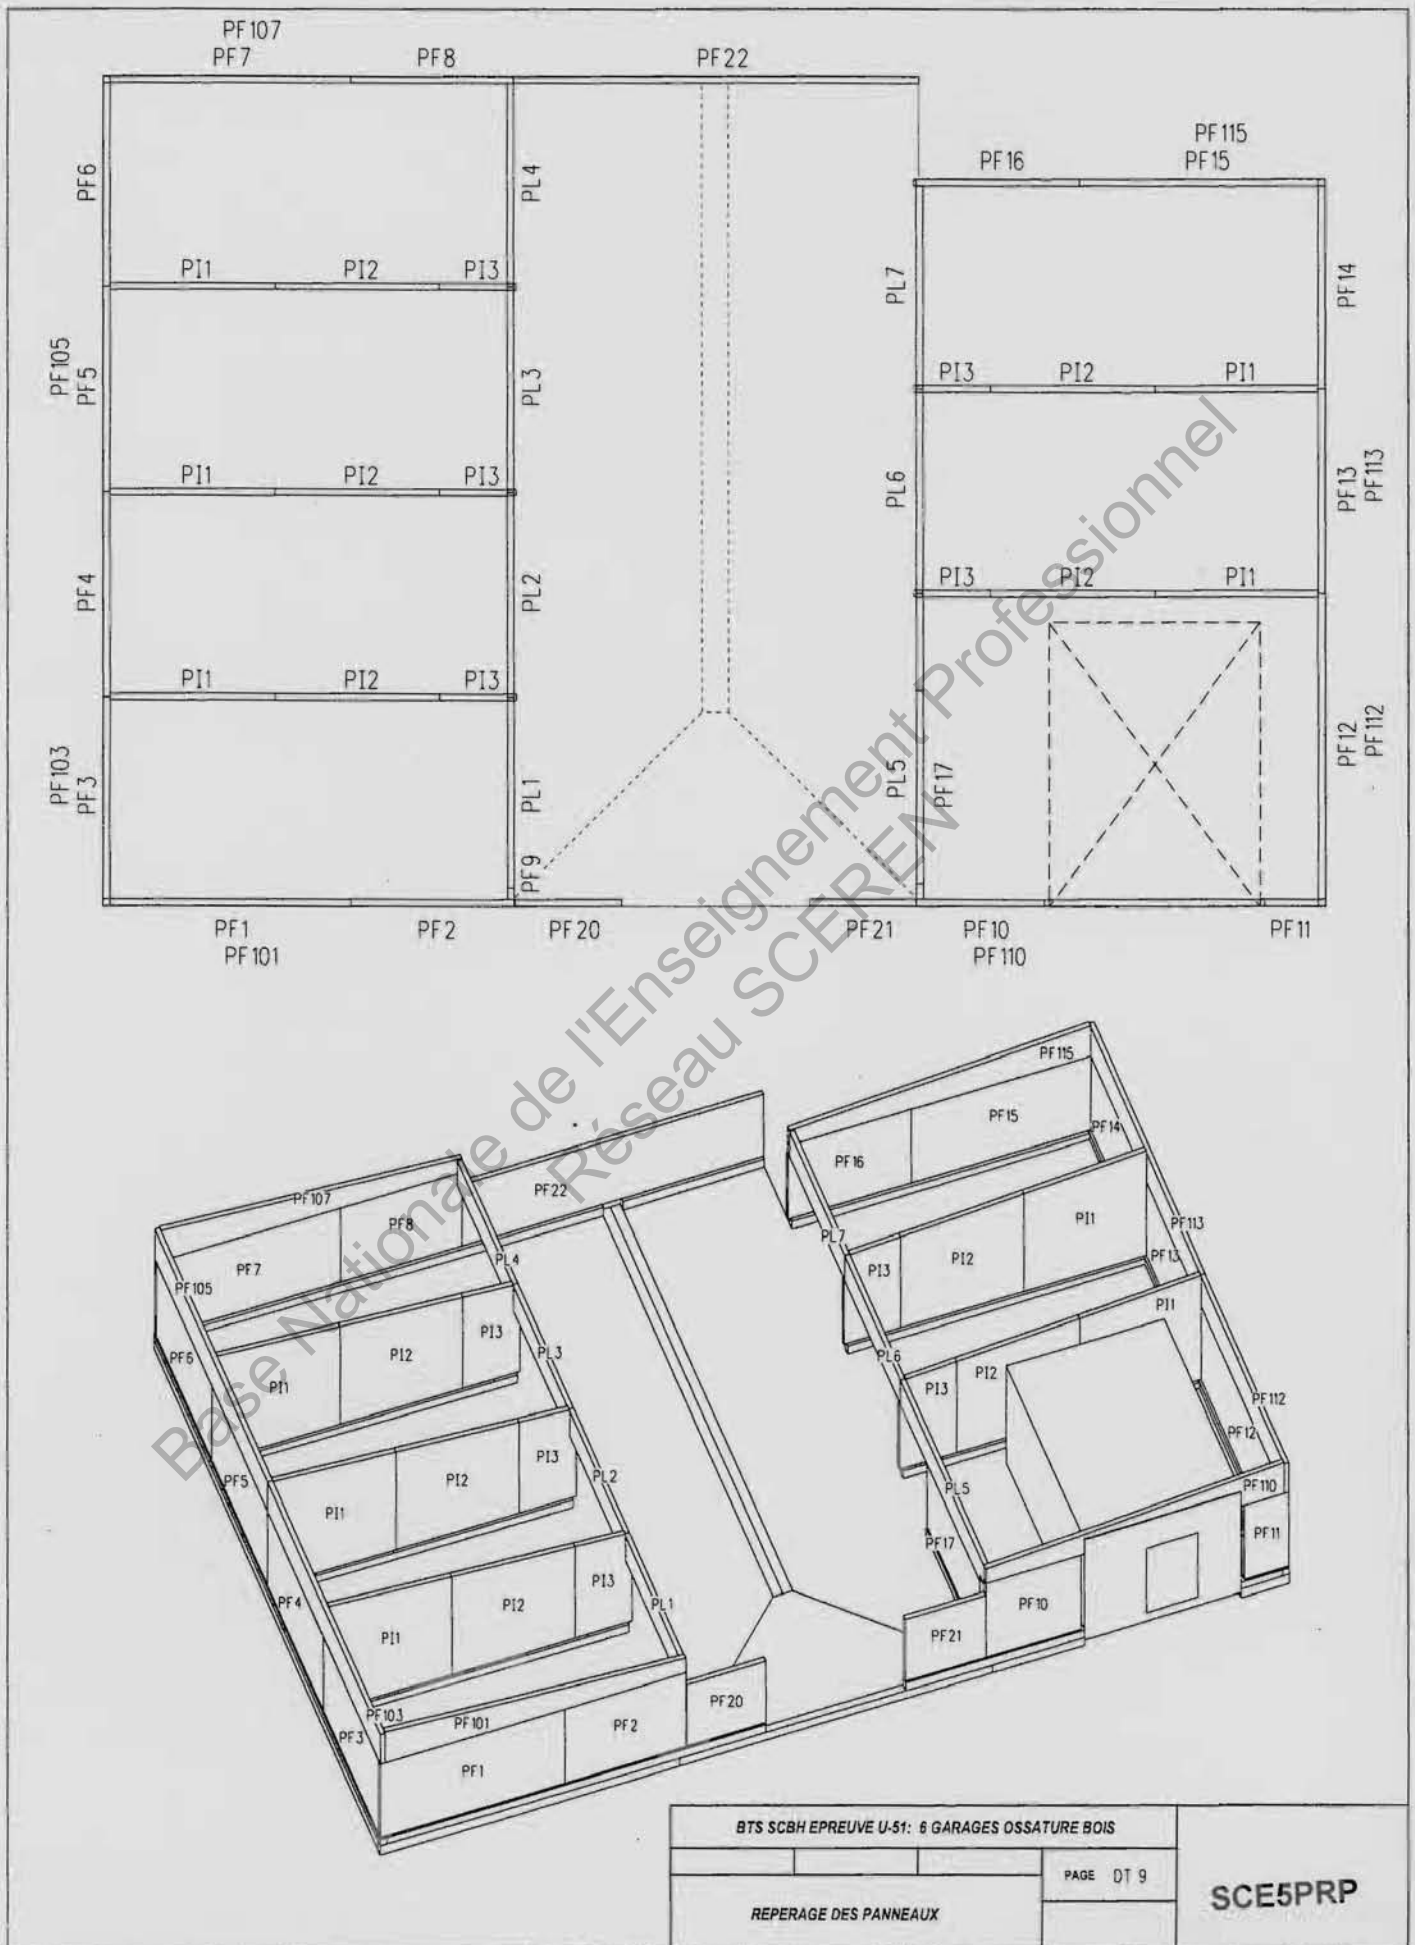 PF107
PF7 PF8 PF22
PF115
PF16 PF15
PF6 PL4
PI1 PI2 PI3
PL7 PF14
PF105
PF5 PL3
PI3 PI2 PI1
PI1 PI2 PI3
PL6 PF13 PF113
PF4 PL2
PI3 PI2 PI1
PI1 PI2 PI3
PF103
PF3 PL1 PF9
PL5 PF17 PF12 PF112
PF1 PF2 PF20 PF21 PF10 PF11
PF101 PF110
Base Nationale de l'Enseignement Professionnel
Réseau SCEREN
PF115
PF15
PF14
PF16
PF22
PF107
PF8
PF7
PL4
PF105
PL7
PI1
PF113
PF13
PI2
PI3
PI3
PI2
PI1
PF6
PL3
PL6
PI1
PI2
PI3
PF112
PF12
PI3
PI2
PI1
PF5
PL2
PL5
PF110
PF11
PF17
PI3
PI2
PI1
PF4
PL1
PF10
PF21
PF20
PF103
PF101
PF2
PF3
PF1
BTS SCBH EPREUVE U-51: 6 GARAGES OSSATURE BOIS
PAGE DT 9
SCE5PRP
REPERAGE DES PANNEAUX